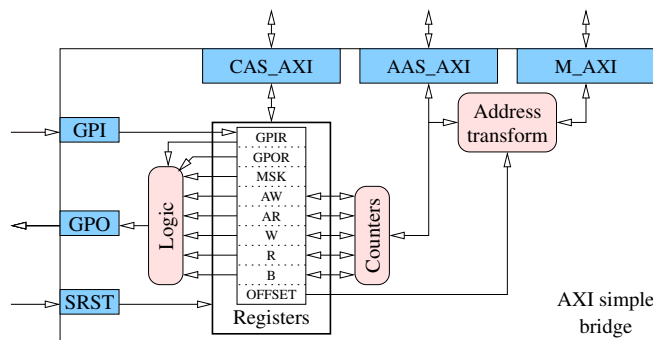 CAS_AXI
AAS_AXI
M_AXI
Address
transform
GPI
GPIR
GPOR
MSK
AW
AR
W
R
B
OFFSET
Registers
Logic
Counters
GPO
SRST
AXI simple
bridge